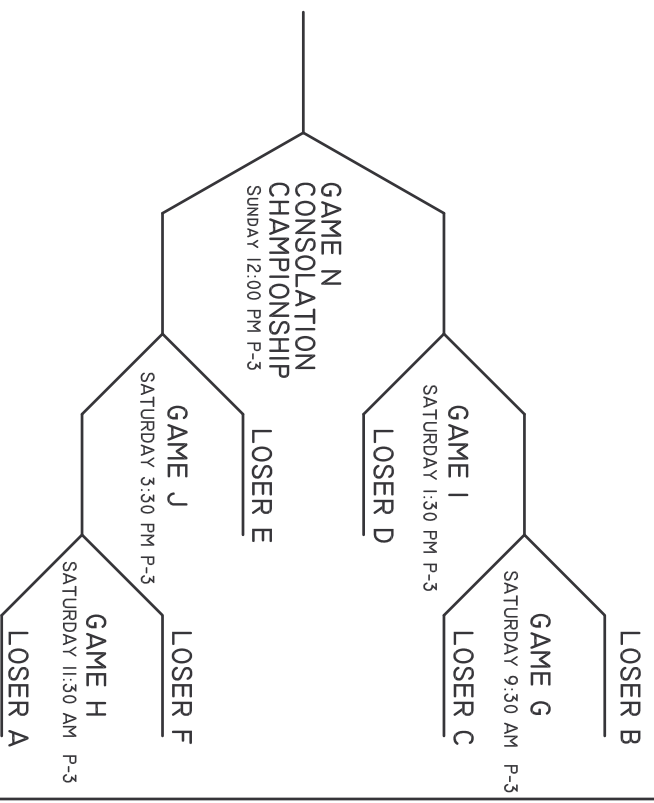 LOSER B
GAME G
SATURDAY 9:30 AM P-3
LOSER C
GAME I
SATURDAY 1:30 PM P-3
LOSER D
GAME N
CONSOLATION
CHAMPIONSHIP
SUNDAY 12:00 PM P-3
LOSER E
GAME J
SATURDAY 3:30 PM P-3
LOSER F
GAME H
SATURDAY 11:30 AM P-3
LOSER A